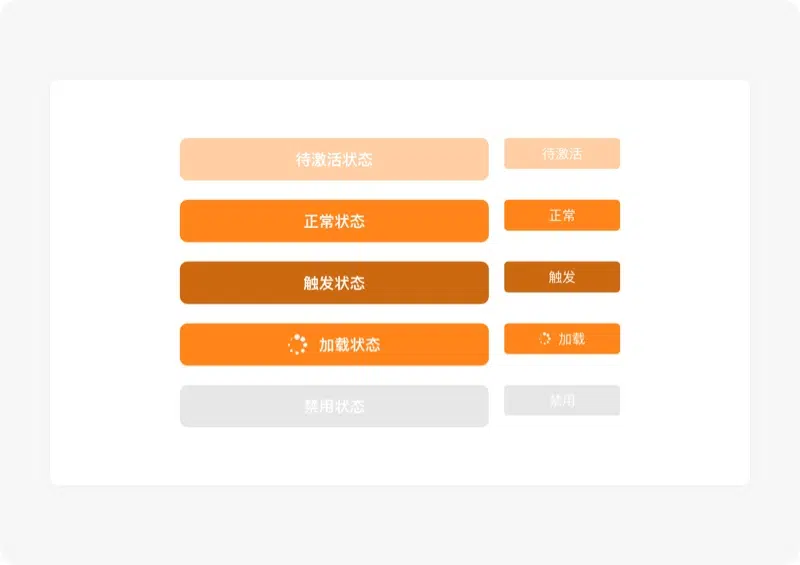 待激活状态
待激活
正常状态
正常
触发状态
触发
加载状态
加载
禁用状态
禁用